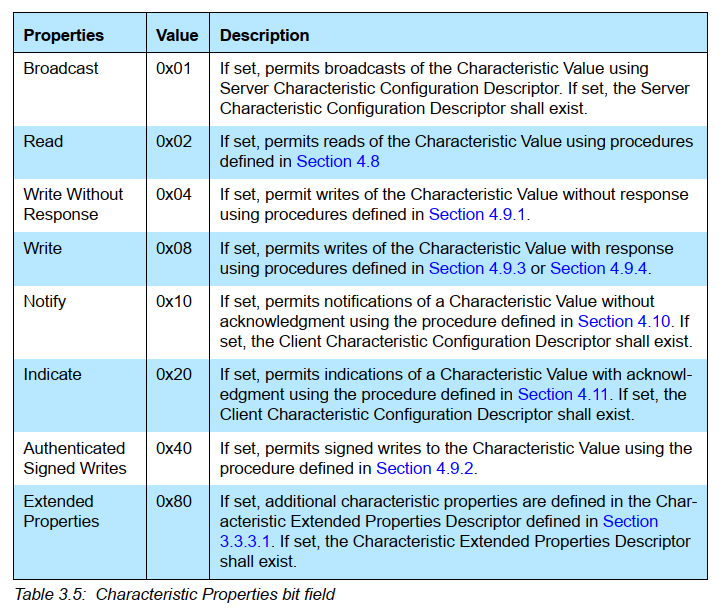 Properties Value Description
Broadcast 0x01 If set, permits broadcasts of the Characteristic Value using
Server Characteristic Configuration Descriptor. If set, the Server
Characteristic Configuration Descriptor shall exist.
Read 0x02 If set, permits reads of the Characteristic Value using procedures
defined in Section 4.8
Write Without 0x04 If set, permit writes of the Characteristic Value without response
Response using procedures defined in Section 4.9.1.
Write 0x08 If set, permits writes of the Characteristic Value with response
using procedures defined in Section 4.9.3 or Section 4.9.4.
Notify 0x10 If set, permits notifications of a Characteristic Value without
acknowledgment using the procedure defined in Section 4.10. If
set, the Client Characteristic Configuration Descriptor shall exist.
Indicate 0x20 If set, permits indications of a Characteristic Value with acknowl-
edgment using the procedure defined in Section 4.11. If set, the
Client Characteristic Configuration Descriptor shall exist.
Authenticated 0x40 If set, permits signed writes to the Characteristic Value using the
Signed Writes procedure defined in Section 4.9.2.
Extended 0x80 If set, additional characteristic properties are defined in the Char-
Properties acteristic Extended Properties Descriptor defined in Section
3.3.3.1. If set, the Characteristic Extended Properties Descriptor
shall exist.
Table 3.5: Characteristic Properties bit field